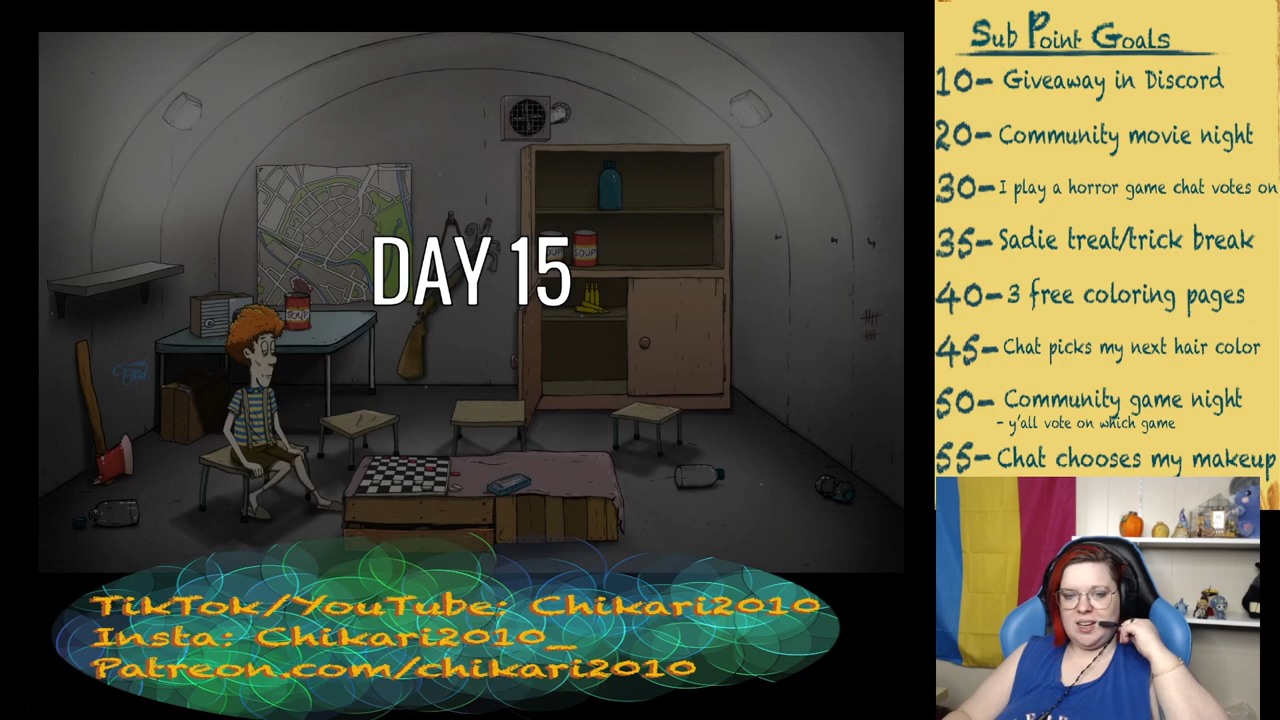 DAY 15
SOUP
SOUP
Sub Point Goals
10- Giveaway in Discord
20- Community movie night
30- I play a horror game chat votes on
35- Sadie treat/trick break
40- 3 free coloring pages
45- Chat picks my next hair color
50- Community game night
- y'all vote on which game
55- Chat chooses my makeup
TikTok/YouTube: Chikari2010
Insta: Chikari2010_
Patreon.com/chikari2010